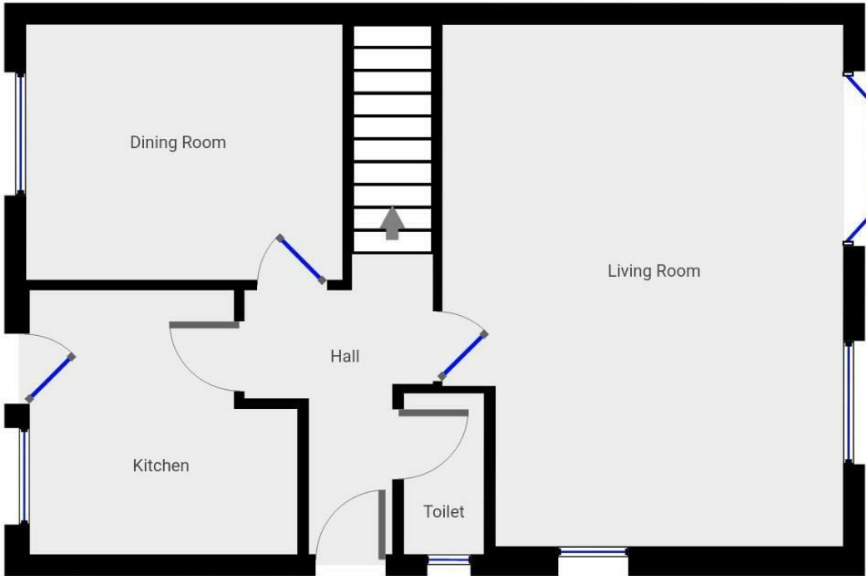 Dining Room
Living Room
Hall
Kitchen
Toilet